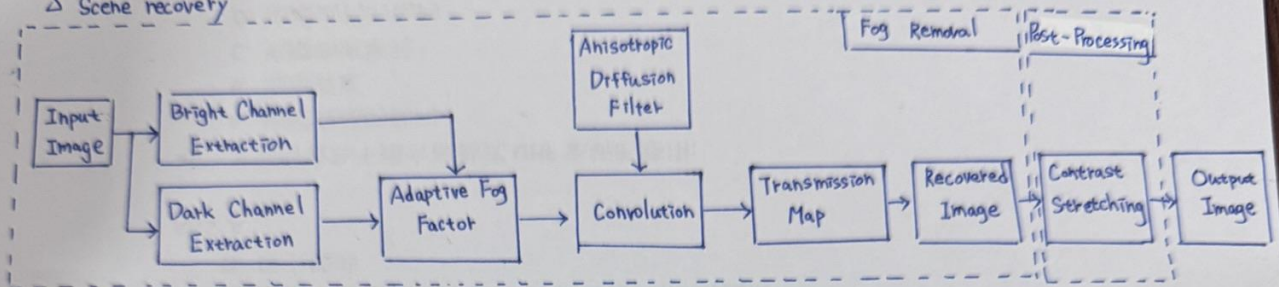 △ Scene recovery
Fog Removal
Post-Processing
Anisotropic
Diffusion
Filter
Input
Image
Bright Channel
Extraction
Dark Channel
Extraction
Adaptive Fog
Factor
Convolution
Transmission
Map
Recovered
Image
Contrast
Stretching
Output
Image